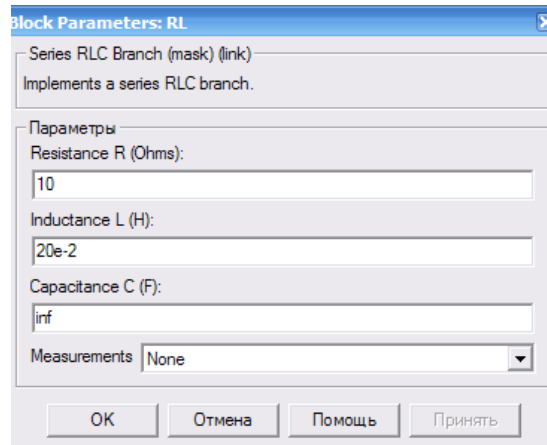 Block Parameters: RL
Series RLC Branch (mask) (link)
Implements a series RLC branch.
Параметры
Resistance R (Ohms):
10
Inductance L (H):
20e-2
Capacitance C (F):
inf
Measurements None
OK Отмена Помощь Принять